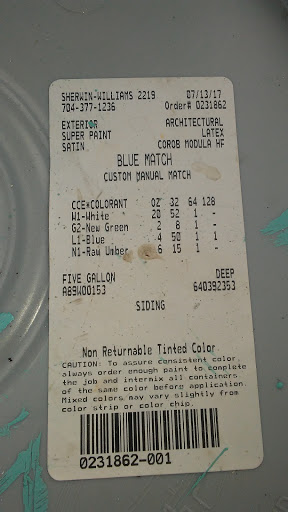 SHERWIN-WILLIAMS 2219 07/13/17
704-377-1236 Order# 0231862
EXTERIOR ARCHITECTURAL
SUPER PAINT LATEX
SATIN COROB MODULA HF
BLUE MATCH
CUSTOM MANUAL MATCH
CCE*COLORANT 02 32 64 128
W1-White 20 52 1 -
G2-New Green 2 8 1 -
L1-Blue 4 50 1 1
N1-Raw Umber 6 15 1 -
FIVE GALLON DEEP
A89W00153 640392353
SIDING
Non Returnable Tinted Color
CAUTION: To assure consistent color,
always order enough paint to complete
the job and intermix all containers
of the same color before application.
Mixed colors may vary slightly from
color strip or color chip.
0231862-001